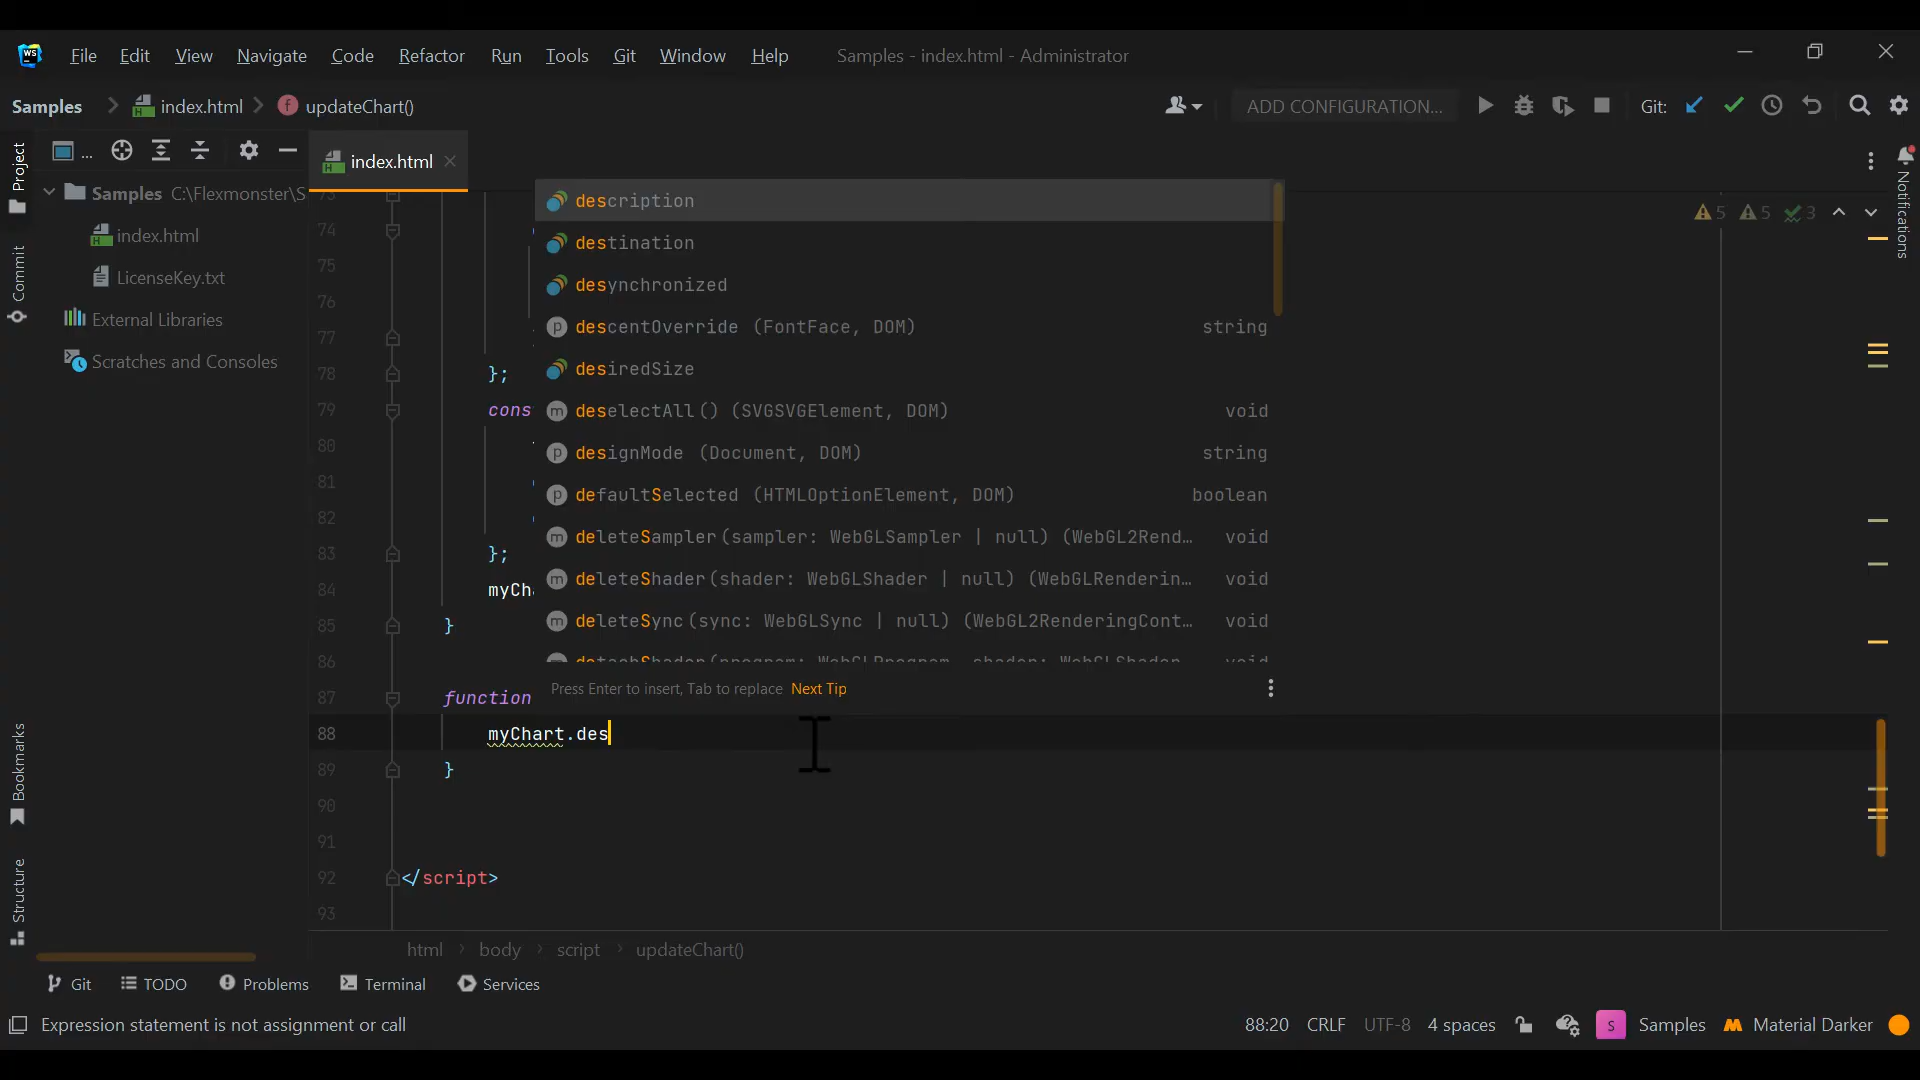 WS File Edit View Navigate Code Refactor Run Tools Git Window Help Samples - index.html - Administrator
Samples index.html f updateChart() ADD CONFIGURATION... Git:
... index.html
Project
Commit
Bookmarks
Structure
Notifications
Samples C:\Flexmonster\S
index.html
LicenseKey.txt
External Libraries
Scratches and Consoles
5 5 3
description
destination
desynchronized
p descentOverride (FontFace, DOM) string
desiredSize
m deselectAll() (SVGSVGElement, DOM) void
p designMode (Document, DOM) string
p defaultSelected (HTMLOptionElement, DOM) boolean
m deleteSampler(sampler: WebGLSampler | null) (WebGL2Rend… void
m deleteShader(shader: WebGLShader | null) (WebGLRenderin… void
m deleteSync(sync: WebGLSync | null) (WebGL2RenderingCont… void
Press Enter to insert, Tab to replace Next Tip
74
75
76
77
78 };
79 cons
80
81
82
83 };
84 myCh
85 }
86
87 function
88 myChart.des
89 }
90
91
92 </script>
93
html body script updateChart()
Git TODO Problems Terminal Services
Expression statement is not assignment or call 88:20 CRLF UTF-8 4 spaces S Samples Material Darker